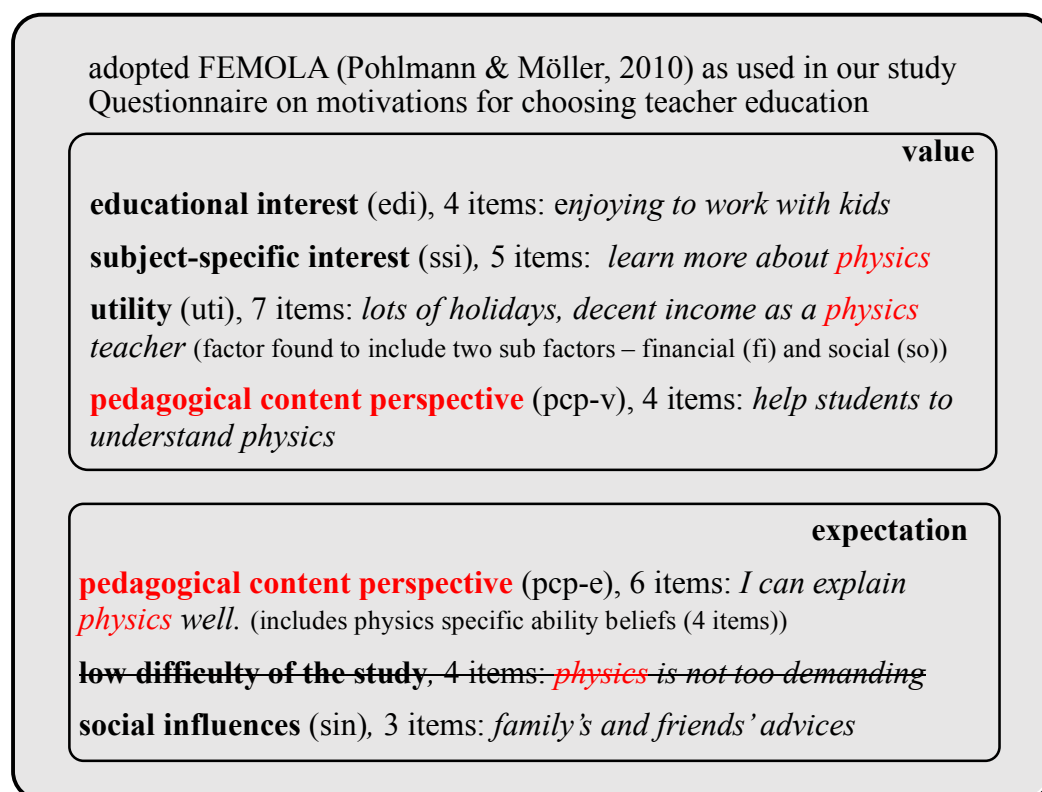 adopted FEMOLA (Pohlmann & Möller, 2010) as used in our study
Questionnaire on motivations for choosing teacher education
value
educational interest (edi), 4 items: enjoying to work with kids
subject-specific interest (ssi), 5 items: learn more about physics
utility (uti), 7 items: lots of holidays, decent income as a physics
teacher (factor found to include two sub factors – financial (fi) and social (so))
pedagogical content perspective (pcp-v), 4 items: help students to
understand physics
expectation
pedagogical content perspective (pcp-e), 6 items: I can explain
physics well. (includes physics specific ability beliefs (4 items))
low difficulty of the study, 4 items: physics is not too demanding
social influences (sin), 3 items: family’s and friends’ advices